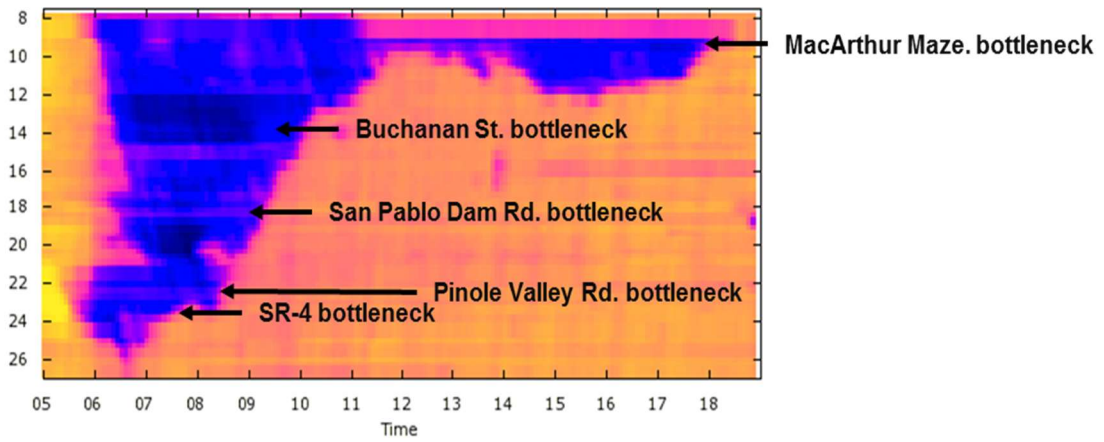 8
10
MacArthur Maze. bottleneck
12
14
Buchanan St. bottleneck
16
18
San Pablo Dam Rd. bottleneck
20
22
Pinole Valley Rd. bottleneck
SR-4 bottleneck
24
26
05 06 07 08 09 10 11 12 13 14 15 16 17 18
Time